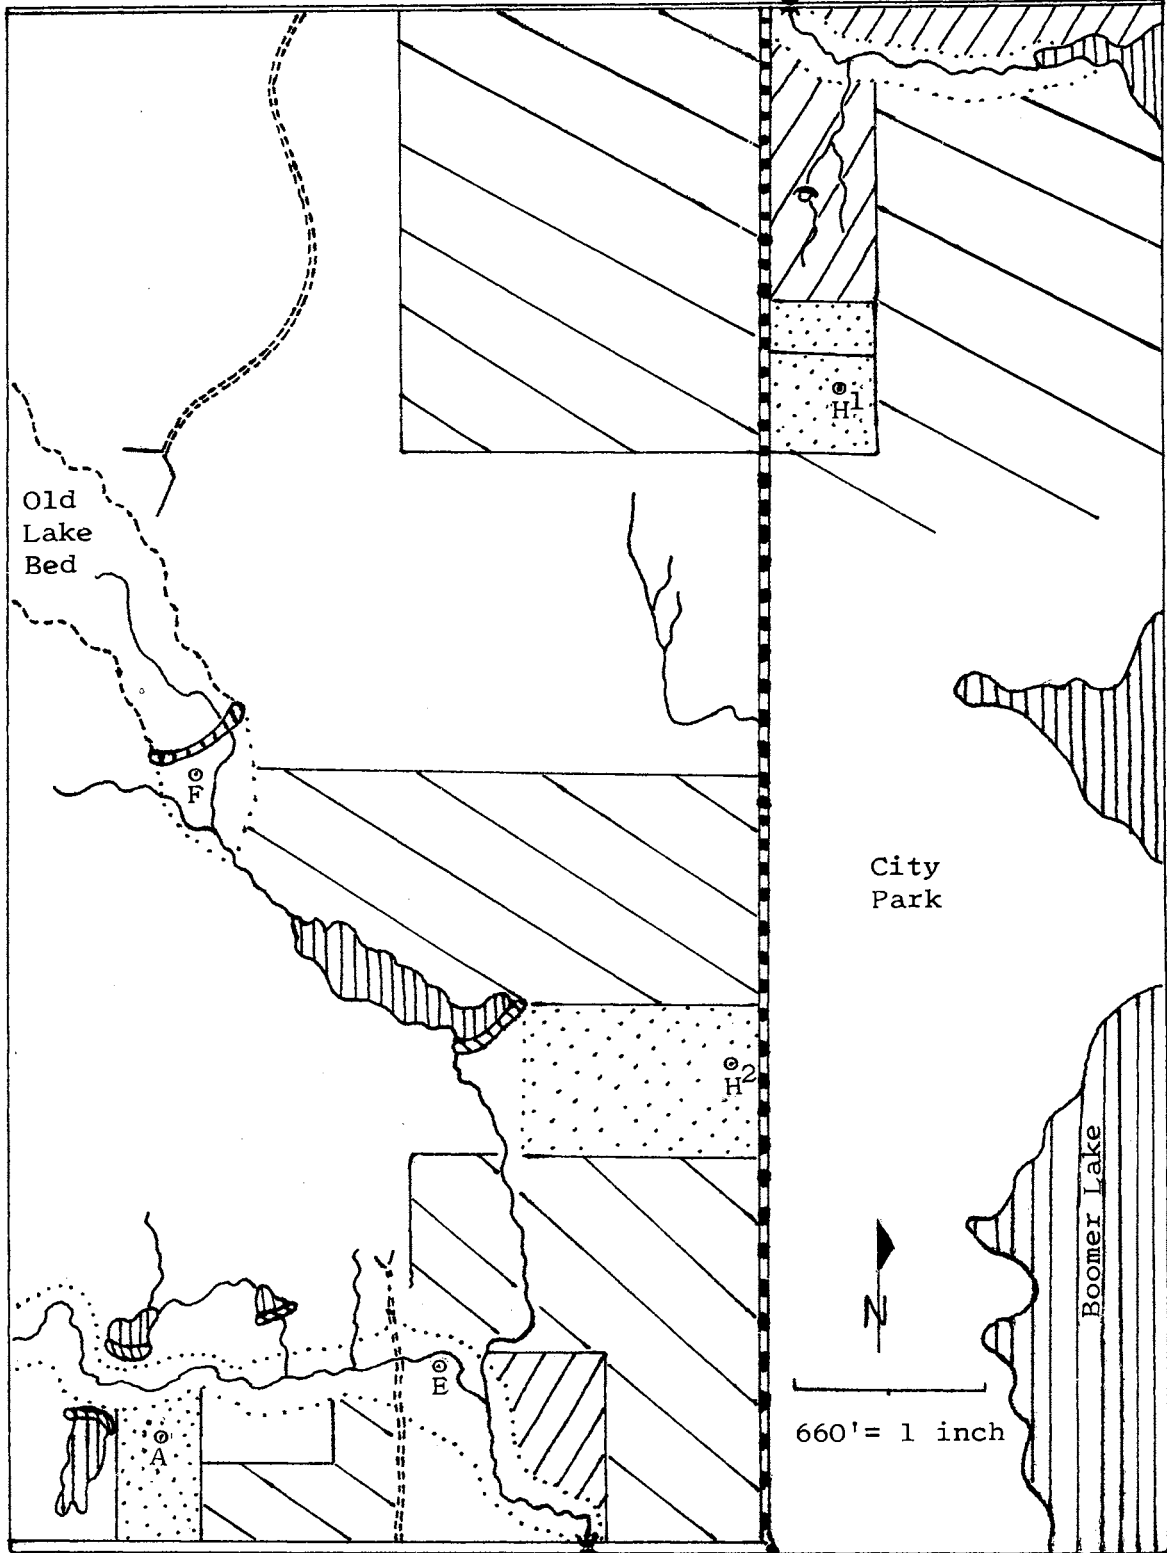 H1
Old
Lake
Bed
F
City
Park
H2
Boomer Lake
N
E
A
660'= 1 inch